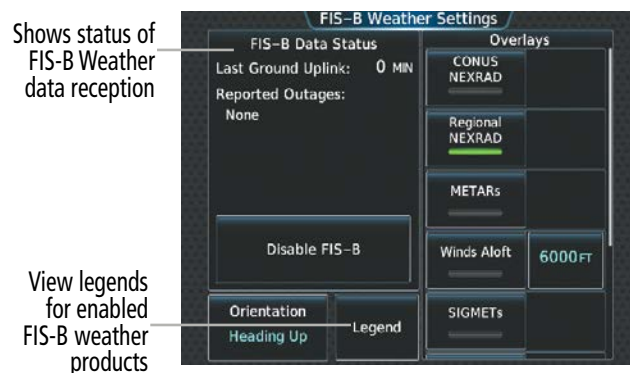 Shows status of
FIS-B Weather
data reception
View legends
for enabled
FIS-B weather
products
FIS-B Weather Settings
FIS-B Data Status
Last Ground Uplink: 0 MIN
Reported Outages:
None
Disable FIS-B
Orientation
Heading Up
Legend
Overlays
CONUS
NEXRAD
Regional
NEXRAD
METARs
Winds Aloft
6000FT
SIGMETs